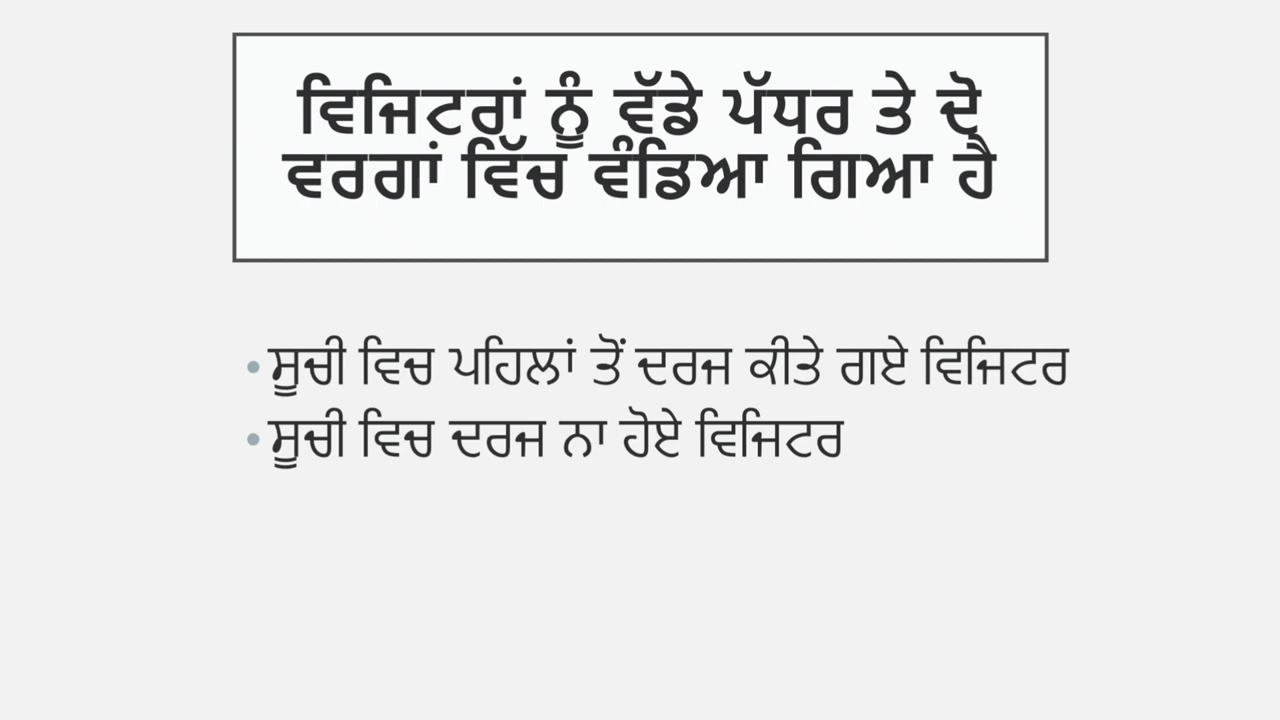 ਵਿਜਿਟਰਾਂ ਨੂੰ ਵੱਡੇ ਪੱਧਰ ਤੇ ਦੋ
ਵਰਗਾਂ ਵਿੱਚ ਵੰਡਿਆ ਗਿਆ ਹੈ
• ਸੂਚੀ ਵਿਚ ਪਹਿਲਾਂ ਤੋਂ ਦਰਜ ਕੀਤੇ ਗਏ ਵਿਜਿਟਰ
• ਸੂਚੀ ਵਿਚ ਦਰਜ ਨਾ ਹੋਏ ਵਿਜਿਟਰ